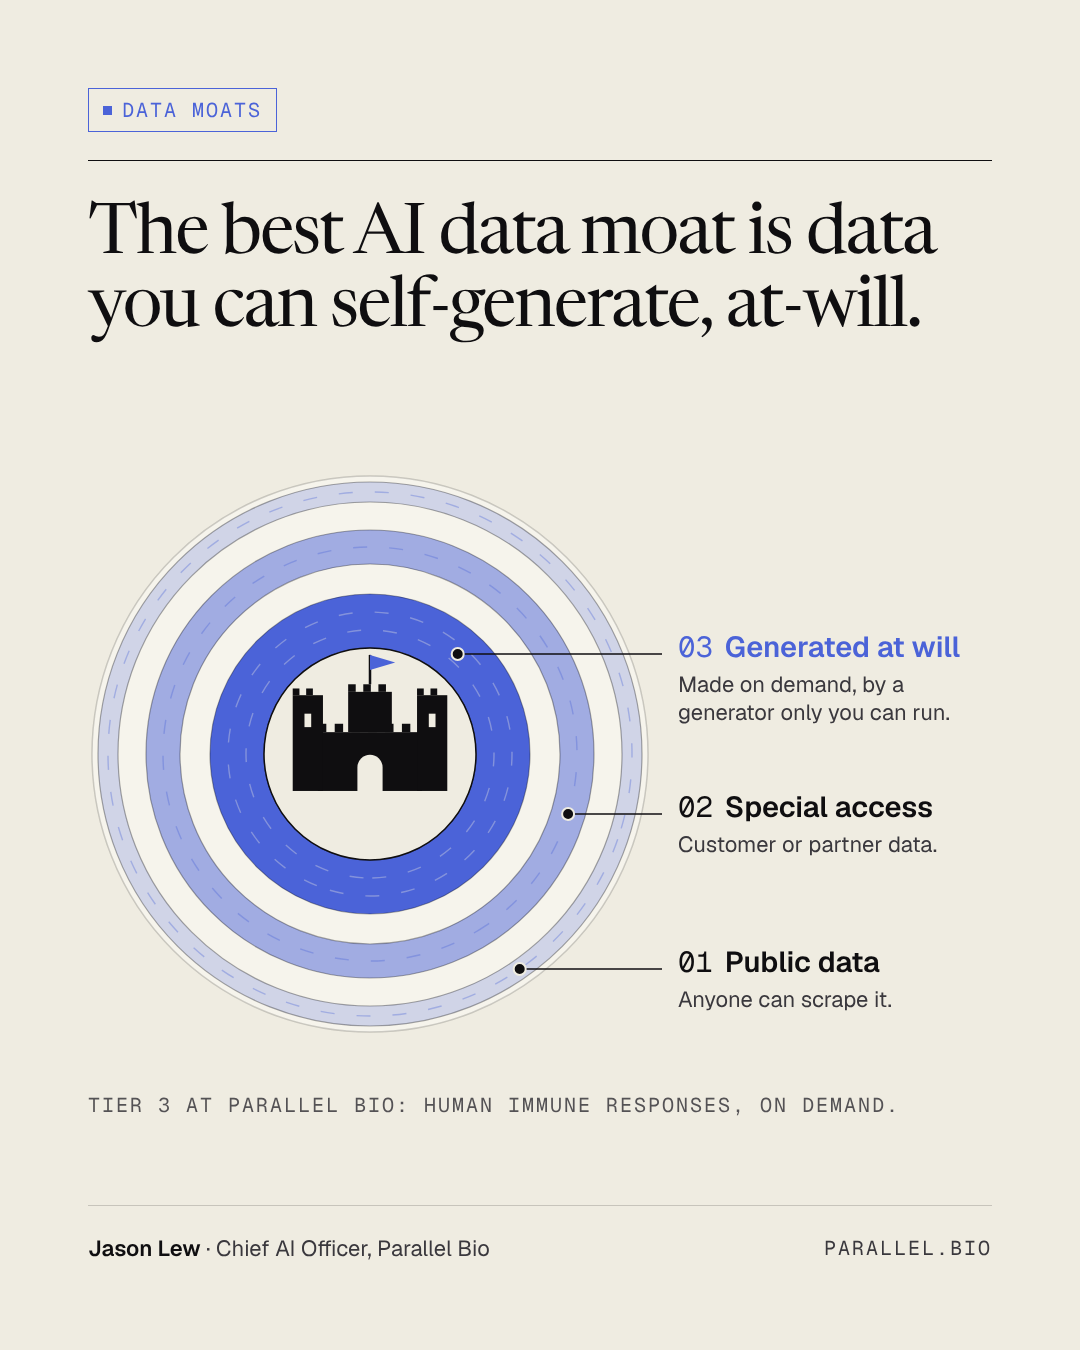 DATA MOATS
The best AI data moat is data
you can self-generate, at-will.
03 Generated at will
Made on demand, by a
generator only you can run.
02 Special access
Customer or partner data.
01 Public data
Anyone can scrape it.
TIER 3 AT PARALLEL BIO: HUMAN IMMUNE RESPONSES, ON DEMAND.
Jason Lew · Chief AI Officer, Parallel Bio
PARALLEL.BIO